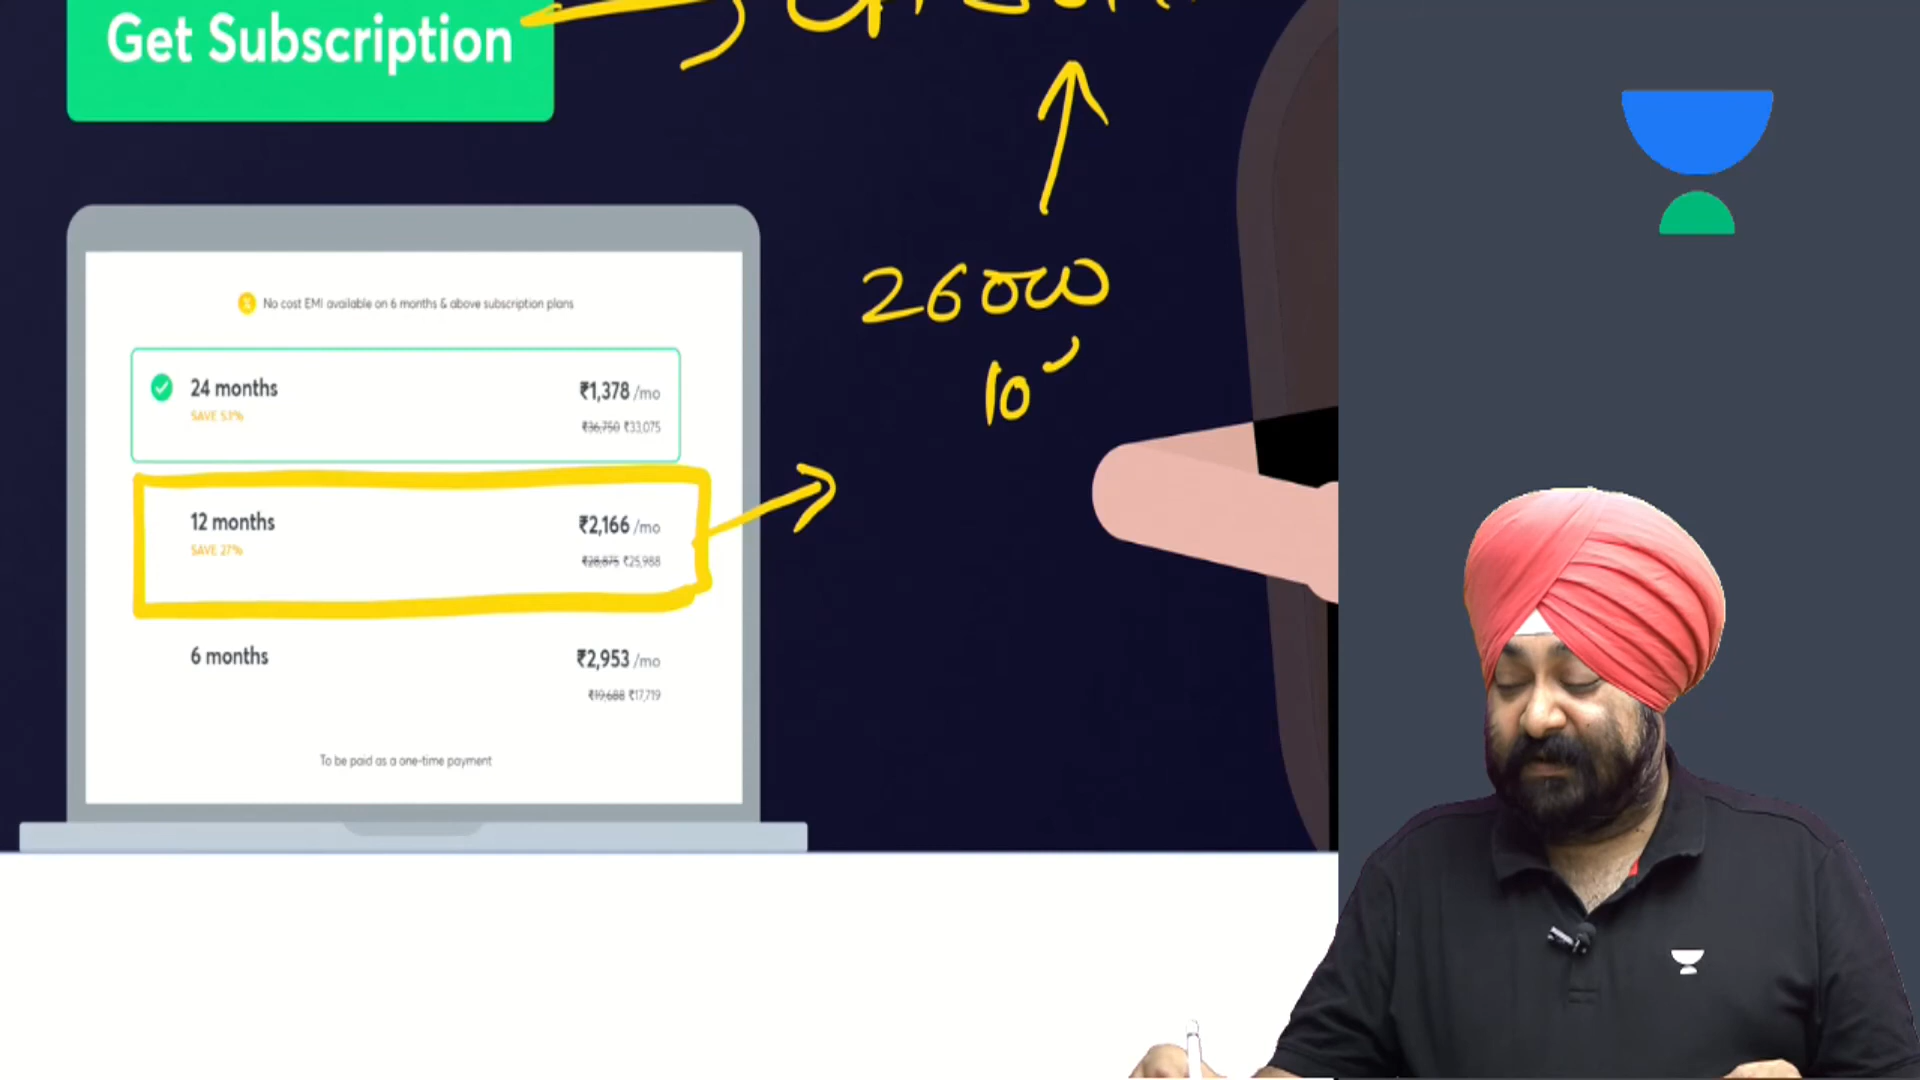 Get Subscription
26000
10
No cost EMI available on 6 months & above subscription plans
24 months
₹1,378 /mo
SAVE 53%
₹36,750 ₹33,075
12 months
₹2,166 /mo
SAVE 27%
₹28,875 ₹25,988
6 months
₹2,953 /mo
₹19,688 ₹17,719
To be paid as a one-time payment